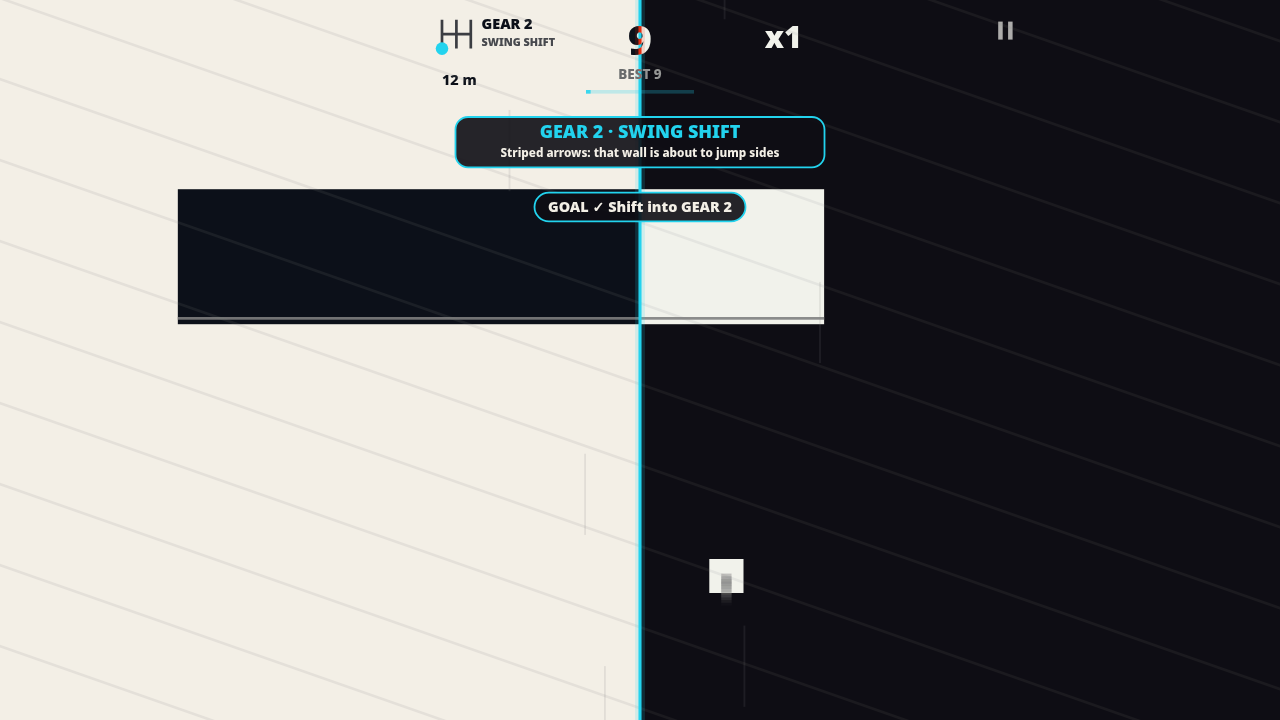 GEAR 2
SWING SHIFT
9
x1
12 m
BEST 9
GEAR 2 · SWING SHIFT
Striped arrows: that wall is about to jump sides
GOAL ✓ Shift into GEAR 2